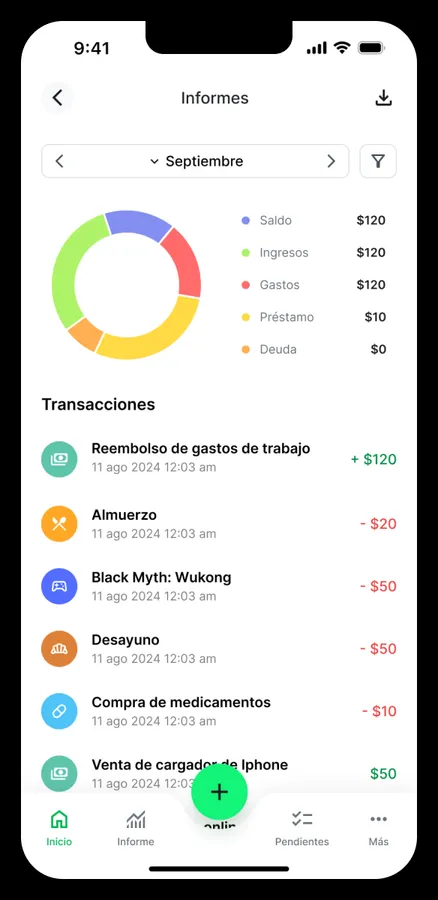 9:41
Informes
Septiembre
Saldo $120
Ingresos $120
Gastos $120
Préstamo $10
Deuda $0
Transacciones
Reembolso de gastos de trabajo
11 ago 2024 12:03 am
+ $120
Almuerzo
11 ago 2024 12:03 am
- $20
Black Myth: Wukong
11 ago 2024 12:03 am
- $50
Desayuno
11 ago 2024 12:03 am
- $50
Compra de medicamentos
11 ago 2024 12:03 am
- $10
Venta de cargador de Iphone
11 ago 2024 12:03
$50
Inicio
Informe
Pendientes
Más